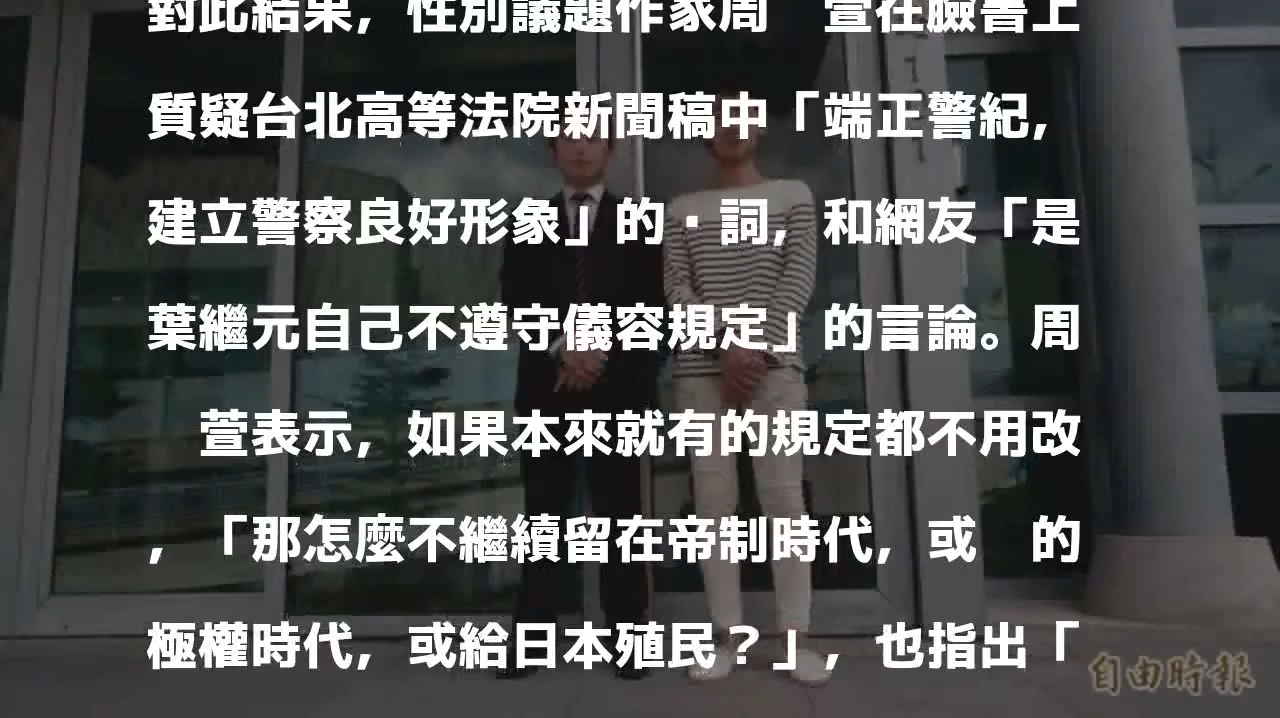 對此結果，性別議題作家周　萱在臉書上
質疑台北高等法院新聞稿中「端正警紀，
建立警察良好形象」的·詞，和網友「是
葉繼元自己不遵守儀容規定」的言論。周
　萱表示，如果本來就有的規定都不用改
，「那怎麼不繼續留在帝制時代，或　的
極權時代，或給日本殖民？」，也指出「
自由時報